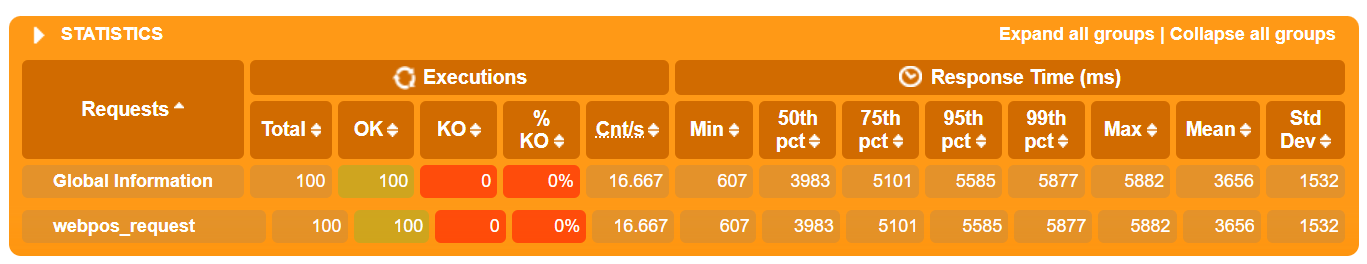 STATISTICS Expand all groups | Collapse all groups
Requests Executions Response Time (ms)
Total OK KO % KO Cnt/s Min 50th pct 75th pct 95th pct 99th pct Max Mean Std Dev
Global Information 100 100 0 0% 16.667 607 3983 5101 5585 5877 5882 3656 1532
webpos_request 100 100 0 0% 16.667 607 3983 5101 5585 5877 5882 3656 1532